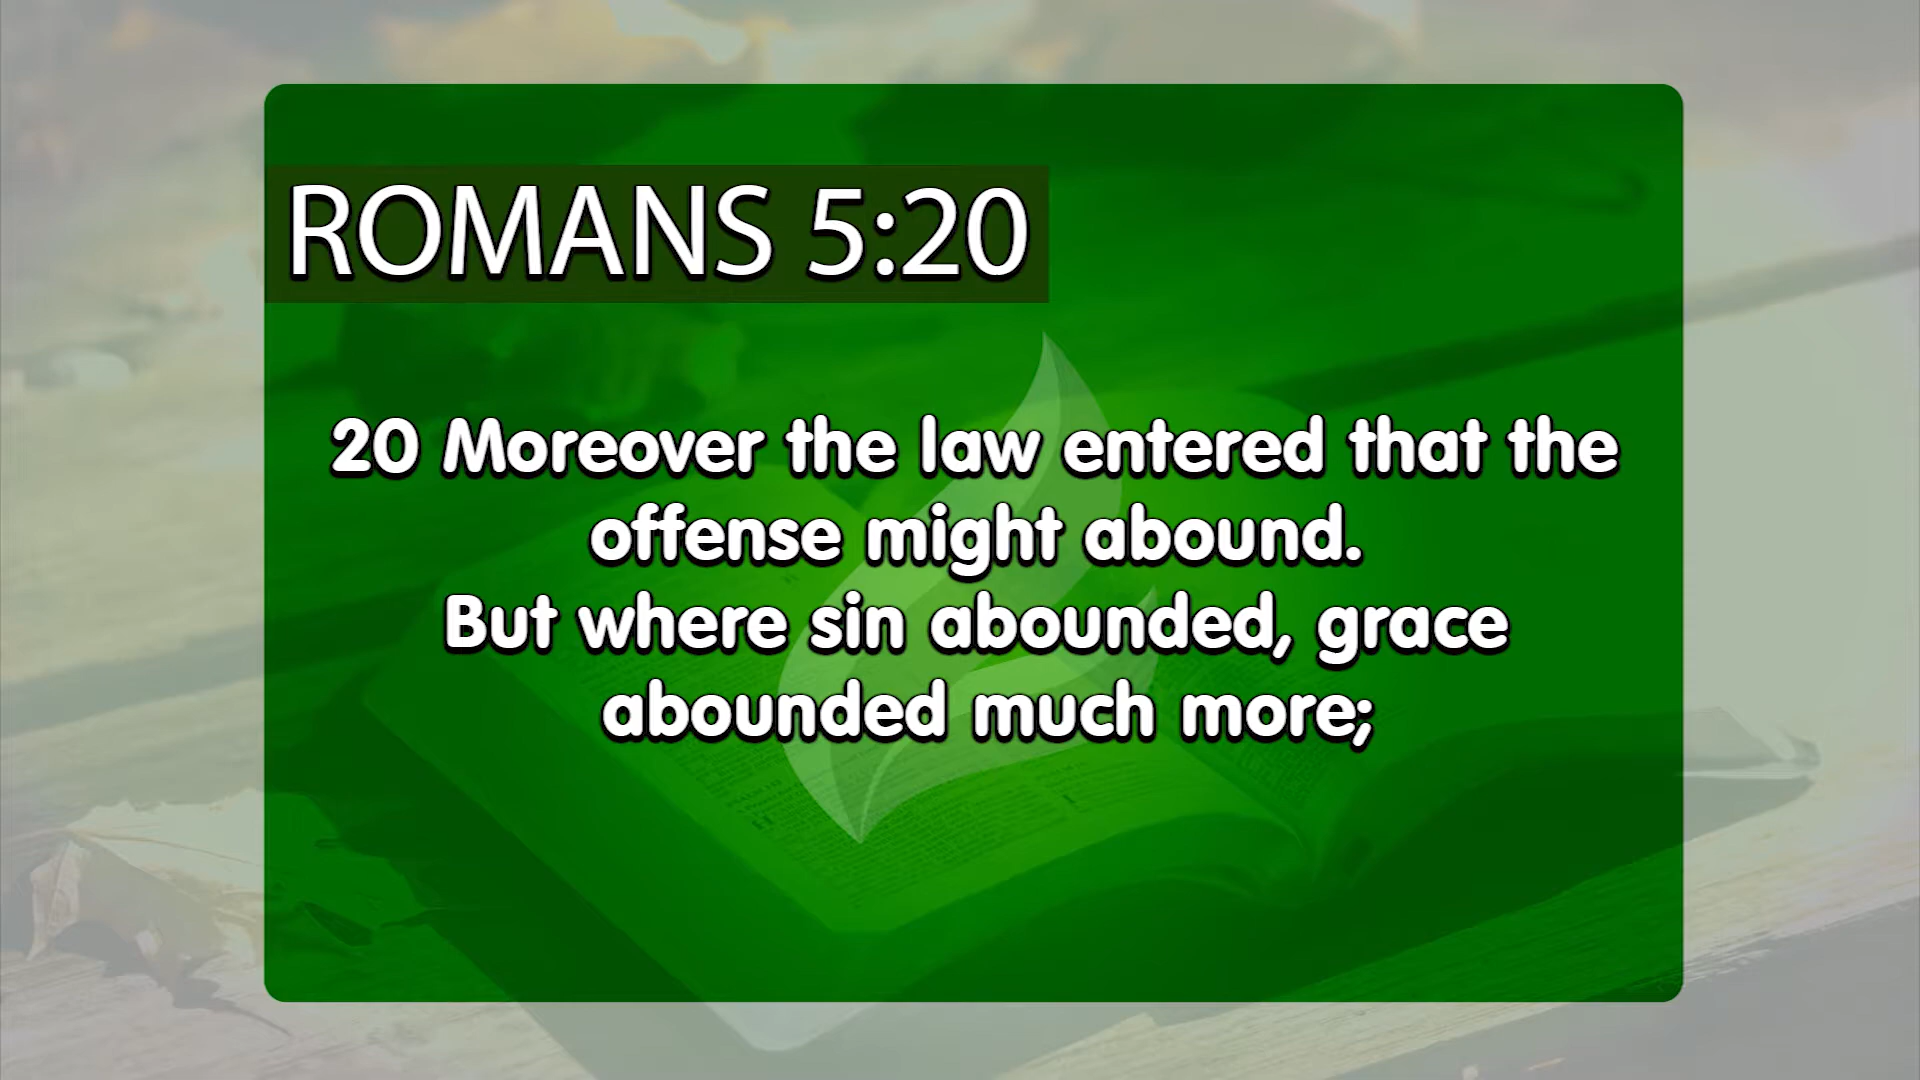 ROMANS 5:20
20 Moreover the law entered that the
offense might abound.
But where sin abounded, grace
abounded much more;